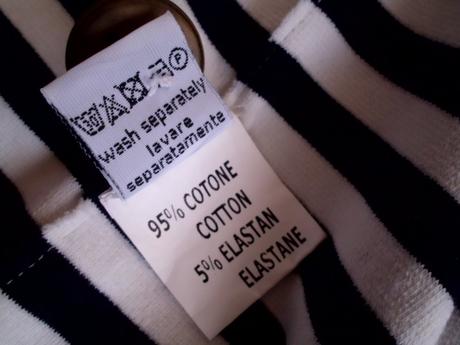 wash separately
lavare
separatamente
95% COTONE
COTTON
5% ELASTAN
ELASTANE